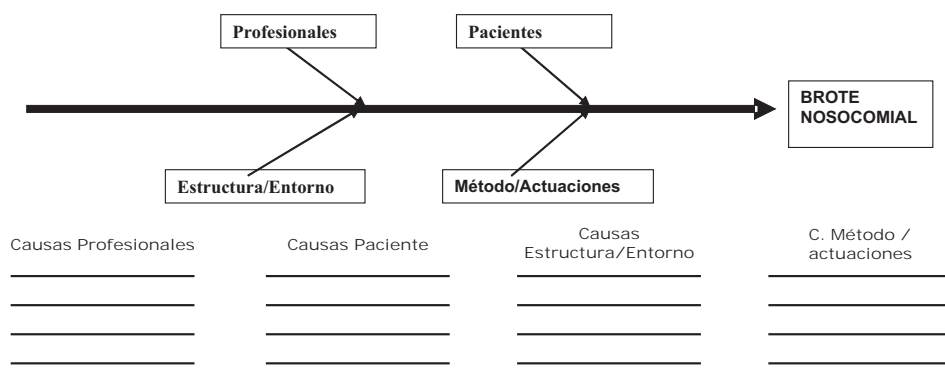 Profesionales
Pacientes
BROTE
NOSOCOMIAL
Estructura/Entorno
Método/Actuaciones
Causas Profesionales
Causas Paciente
Causas
Estructura/Entorno
C. Método /
actuaciones